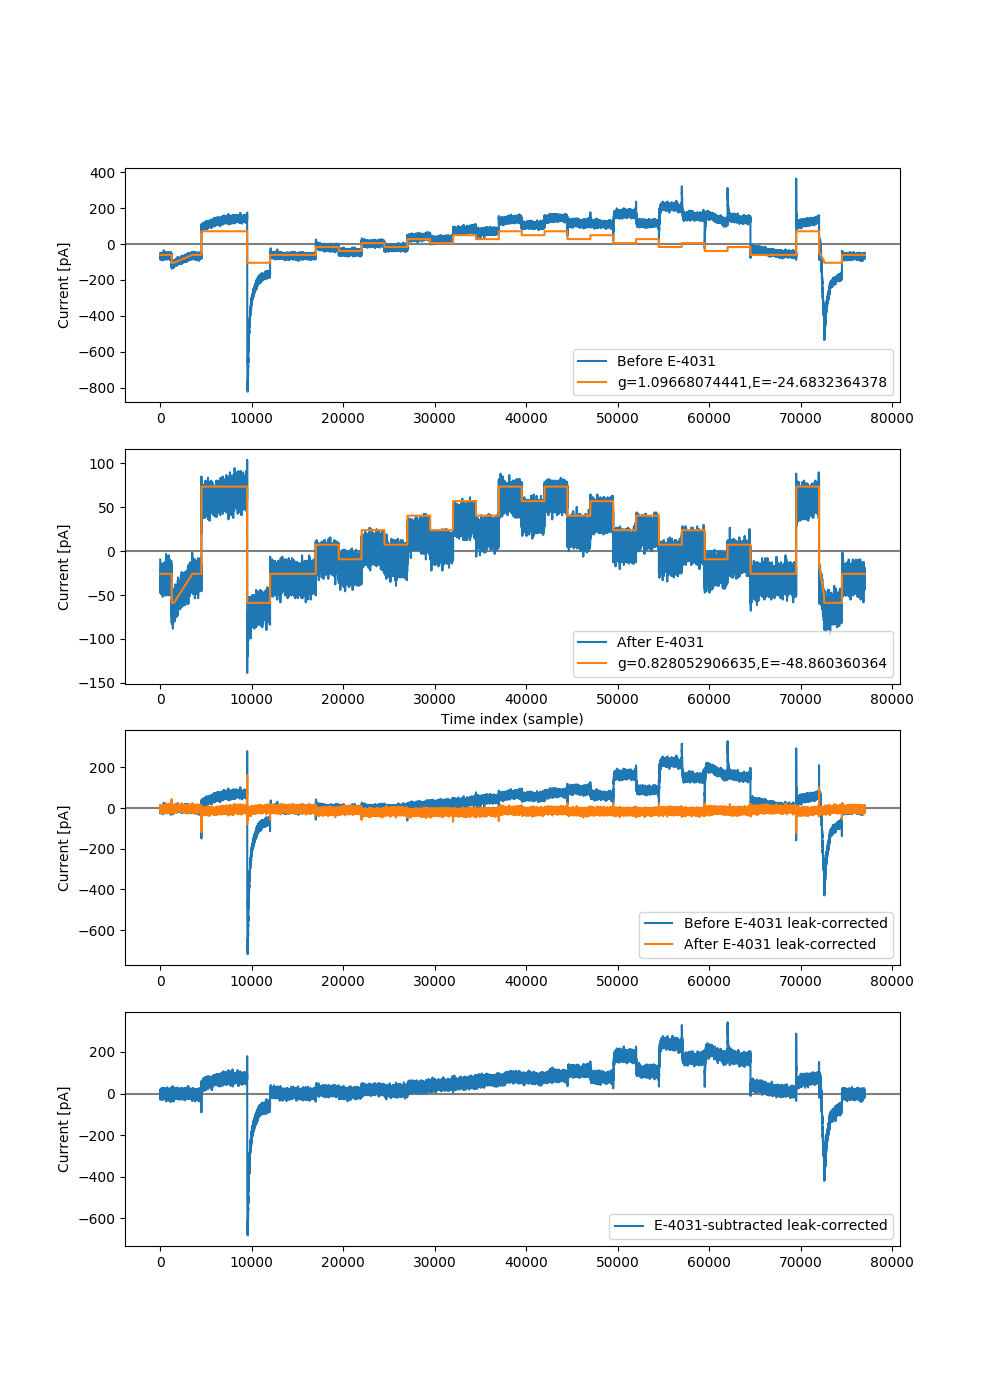 400
200
0
−200
−400
−600
−800
Current [pA]
Before E-4031
g=1.09668074441,E=-24.6832364378
0 10000 20000 30000 40000 50000 60000 70000 80000
100
50
0
−50
−100
−150
Current [pA]
After E-4031
g=0.828052906635,E=-48.860360364
0 10000 20000 30000 40000 50000 60000 70000 80000
Time index (sample)
200
0
−200
−400
−600
Current [pA]
Before E-4031 leak-corrected
After E-4031 leak-corrected
0 10000 20000 30000 40000 50000 60000 70000 80000
200
0
−200
−400
−600
Current [pA]
E-4031-subtracted leak-corrected
0 10000 20000 30000 40000 50000 60000 70000 80000